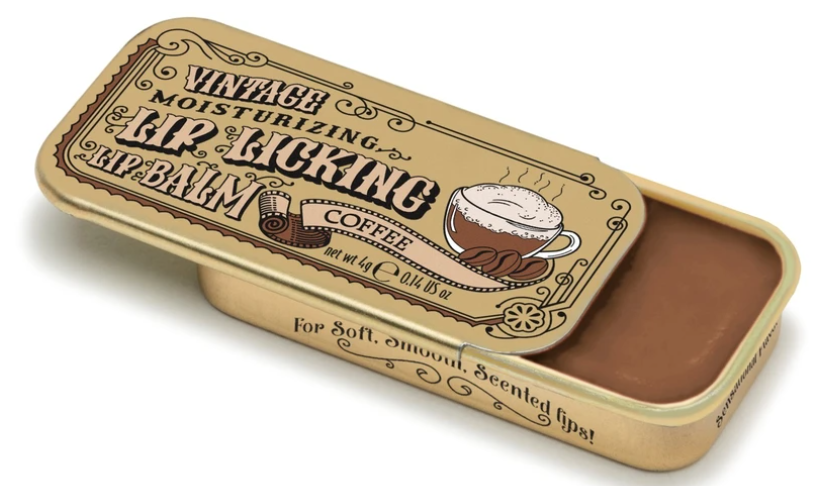 VINTAGE
MOISTURIZING
LIP LICKING
LIP BALM
COFFEE
net wt 4g ℮ 0.14 US oz
For Soft, Smooth, Scented lips!
Sensational